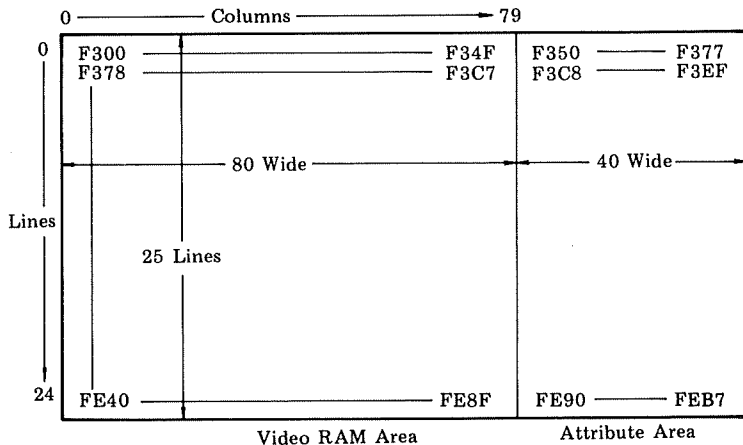 0 Columns 79
0 F300 F34F F350 F377
F378 F3C7 F3C8 F3EF
80 Wide 40 Wide
Lines
25 Lines
24 FE40 FE8F FE90 FEB7
Video RAM Area Attribute Area